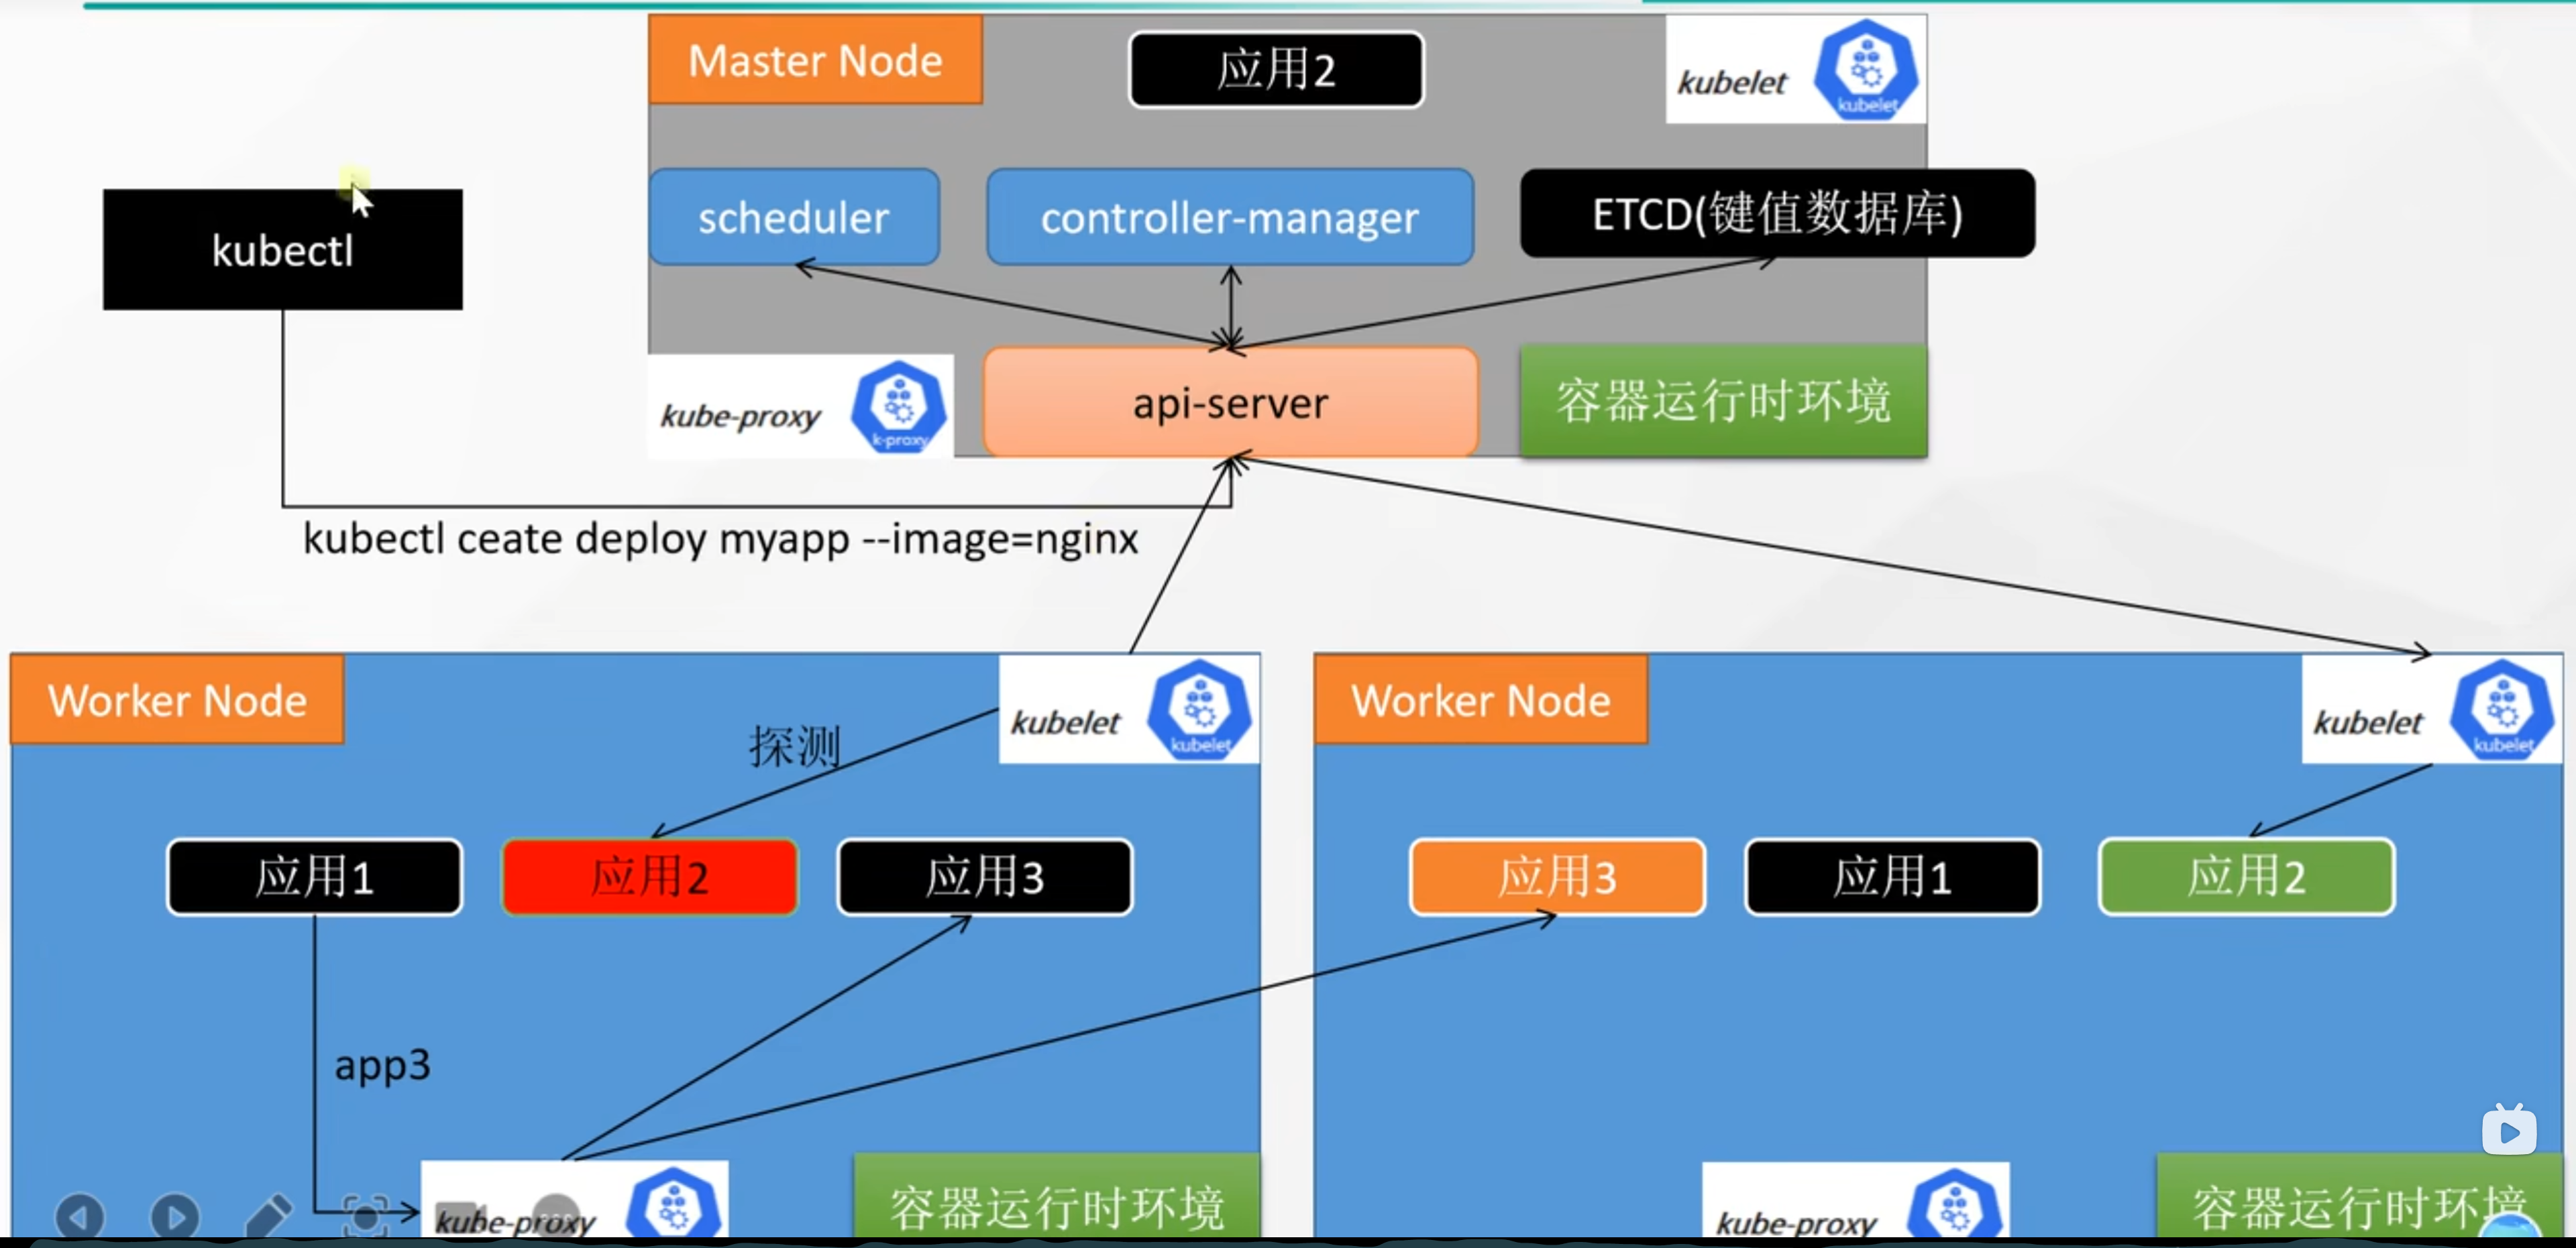 Master Node
应用2
kubelet
kubelet
kubectl
scheduler
controller-manager
ETCD(键值数据库)
kube-proxy
k-proxy
api-server
容器运行时环境
kubectl ceate deploy myapp --image=nginx
Worker Node
探测
kubelet
kubelet
应用1
应用2
应用3
app3
kube-proxy
容器运行时环境
Worker Node
kubelet
kubelet
应用3
应用1
应用2
kube-proxy
容器运行时环境